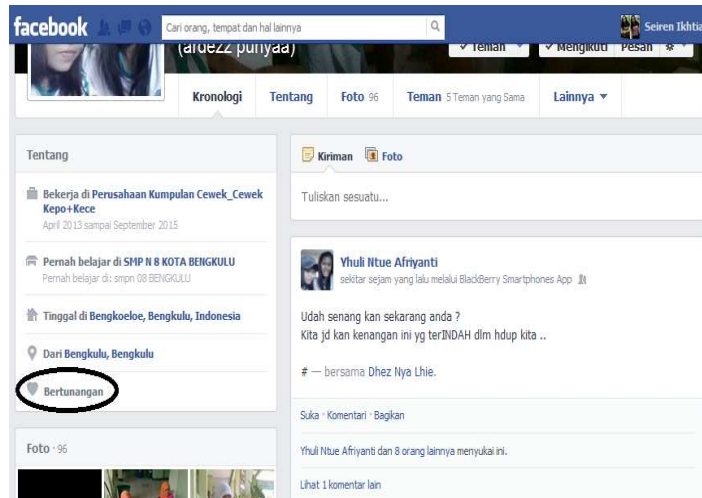 facebook
Cari orang, tempat dan hal lainnya
Seiren Ikhtia
(ardezz punyaa)
✓ Teman
✓ Mengikuti
Pesan
Kronologi
Tentang
Foto 96
Teman 5 Teman yang Sama
Lainnya
Tentang
Bekerja di Perusahaan Kumpulan Cewek_Cewek
Kepo+Kece
April 2013 sampai September 2015
Pernah belajar di SMP N 8 KOTA BENGKULU
Pernah belajar di: smpn 08 BENGKULU
Tinggal di Bengkoeloe, Bengkulu, Indonesia
Dari Bengkulu, Bengkulu
Bertunangan
Foto · 96
Kiriman
Foto
Tuliskan sesuatu...
Yhuli Ntue Afriyanti
sekitar sejam yang lalu melalui BlackBerry Smartphones App
Udah senang kan sekarang anda ?
Kita jd kan kenangan ini yg terINDAH dlm hdup kita ..
# — bersama Dhez Nya Lhie.
Suka · Komentari · Bagikan
Yhuli Ntue Afriyanti dan 8 orang lainnya menyukai ini.
Lihat 1 komentar lain